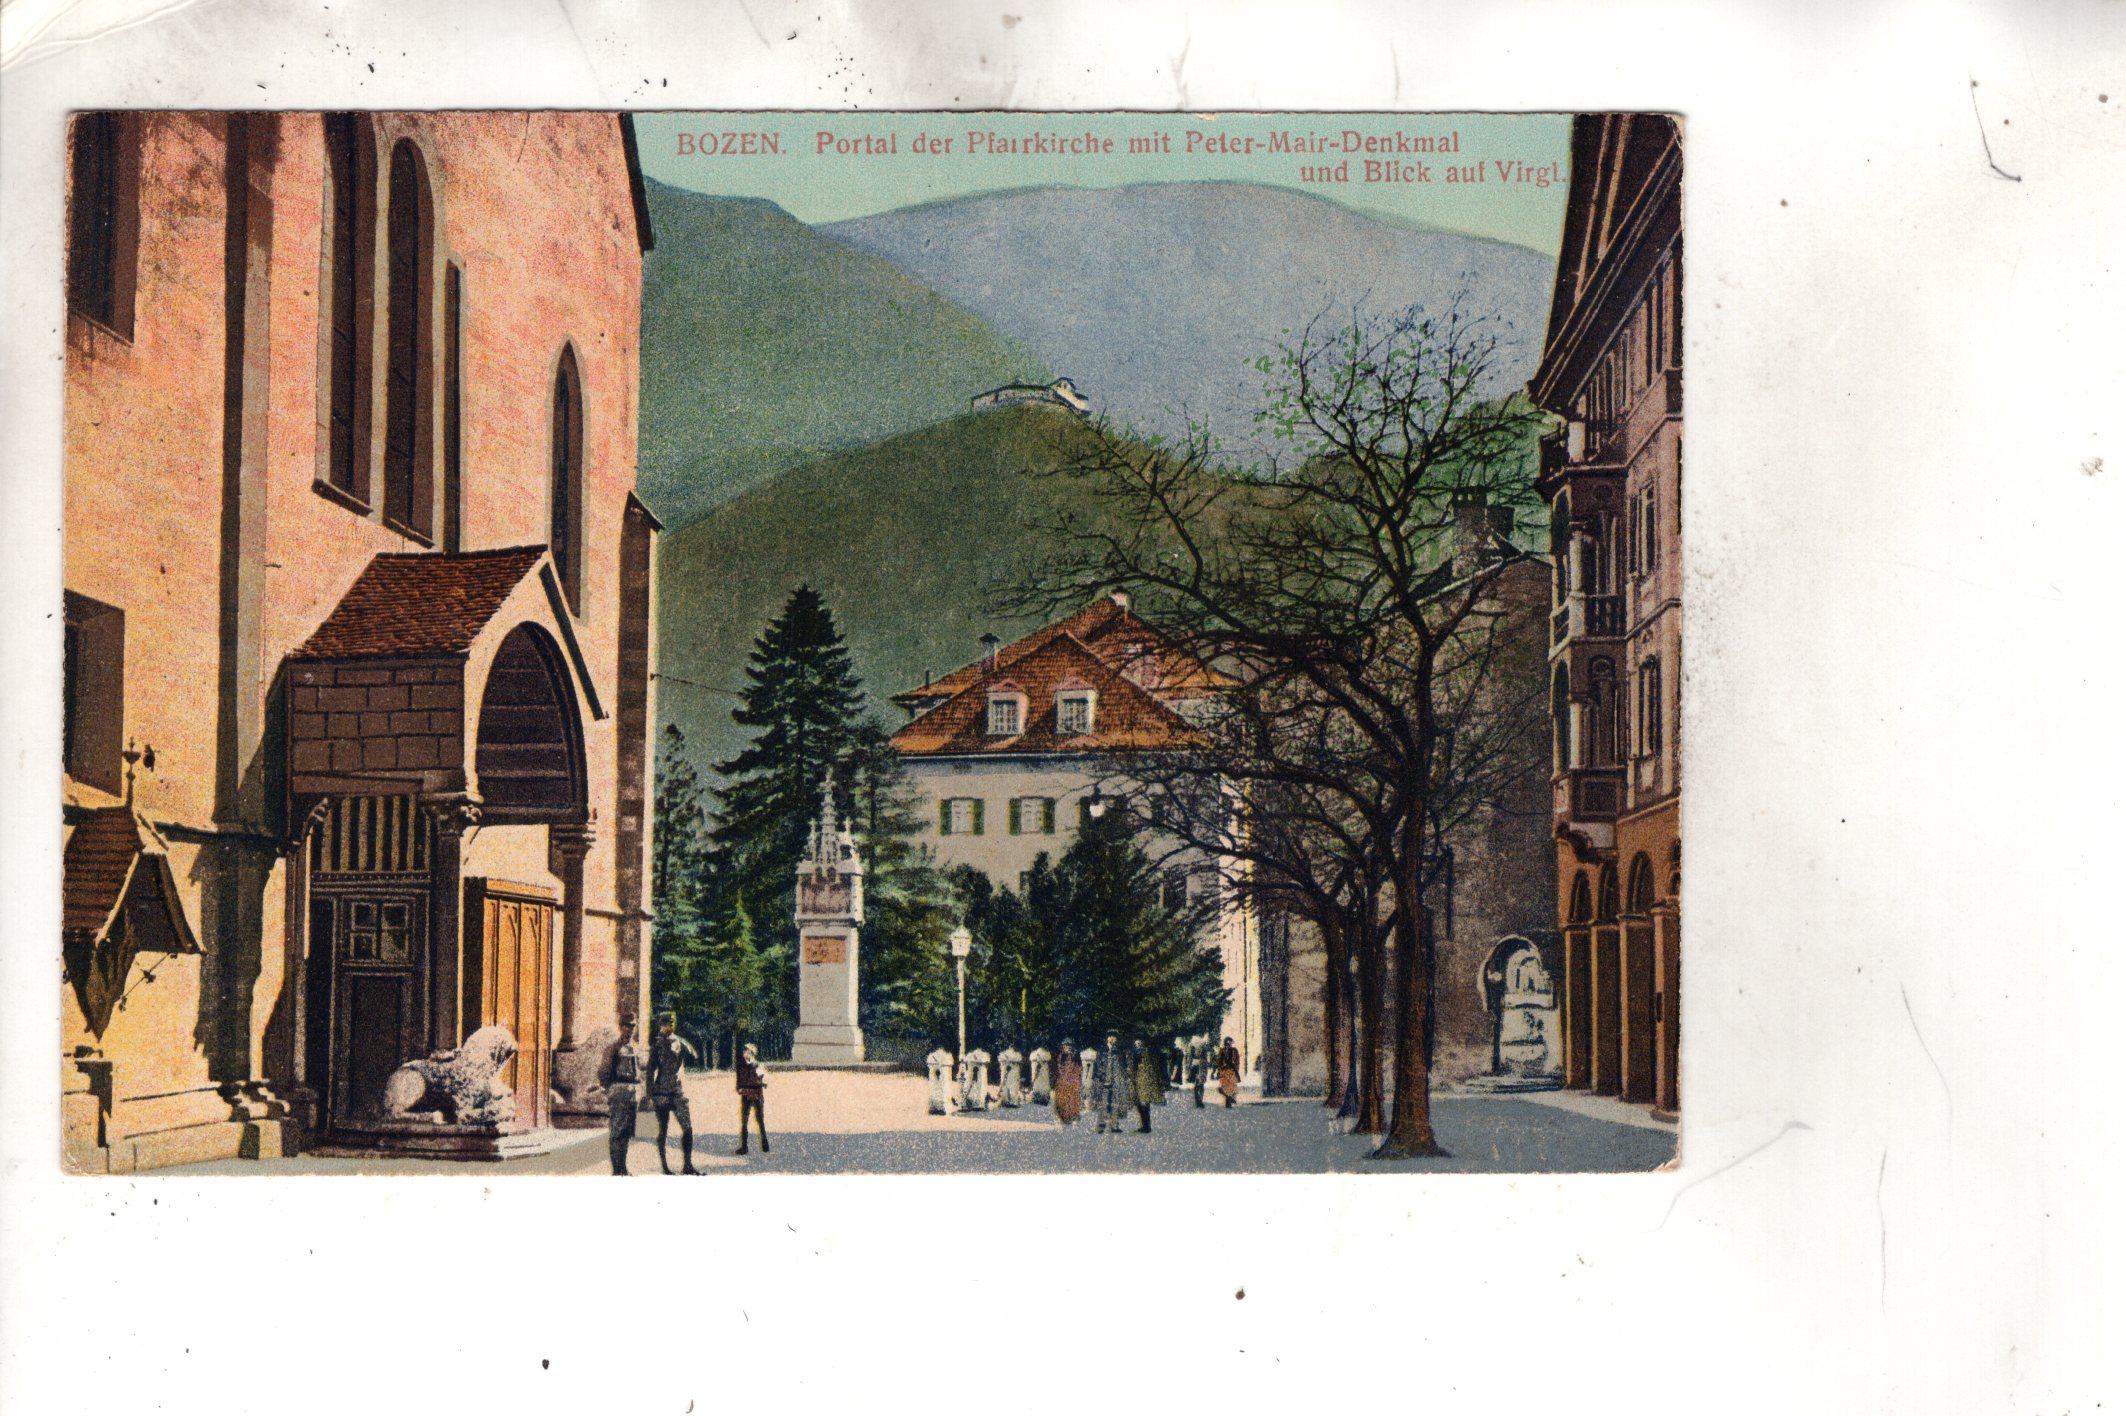 BOZEN. Portal der Pfarrkirche mit Peter-Mair-Denkmal
und Blick auf Virgl.